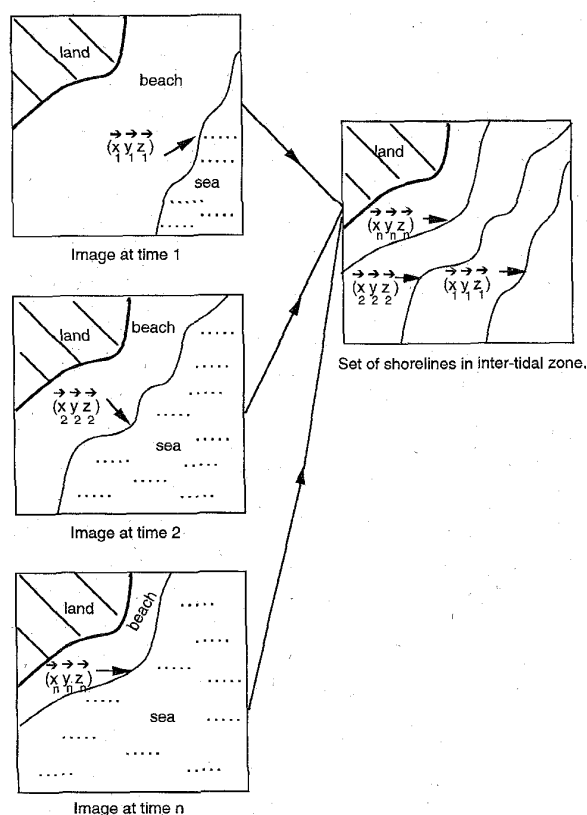 land
beach
(x⃗₁ y⃗₁ z⃗₁)
sea
Image at time 1
land
beach
(x⃗₂ y⃗₂ z⃗₂)
sea
Image at time 2
land
beach
(x⃗ₙ y⃗ₙ z⃗ₙ)
sea
Image at time n
land
(x⃗ₙ y⃗ₙ z⃗ₙ)
(x⃗₂ y⃗₂ z⃗₂) (x⃗₁ y⃗₁ z⃗₁)
Set of shorelines in inter-tidal zone.